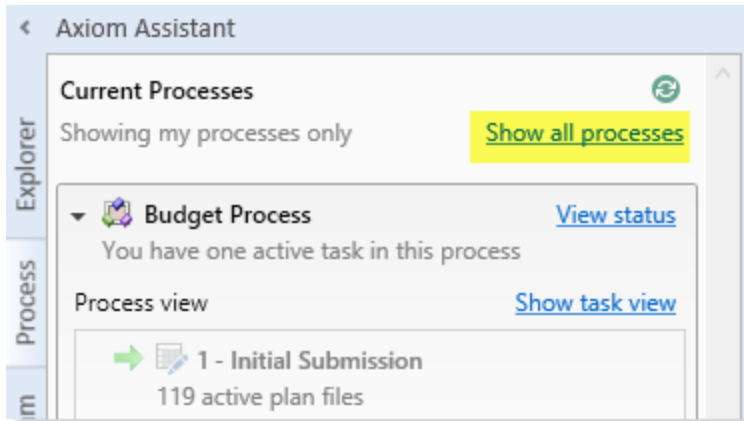 Axiom Assistant
Explorer
Process
Current Processes
Showing my processes only
Show all processes
Budget Process
View status
You have one active task in this process
Process view
Show task view
1 - Initial Submission
119 active plan files